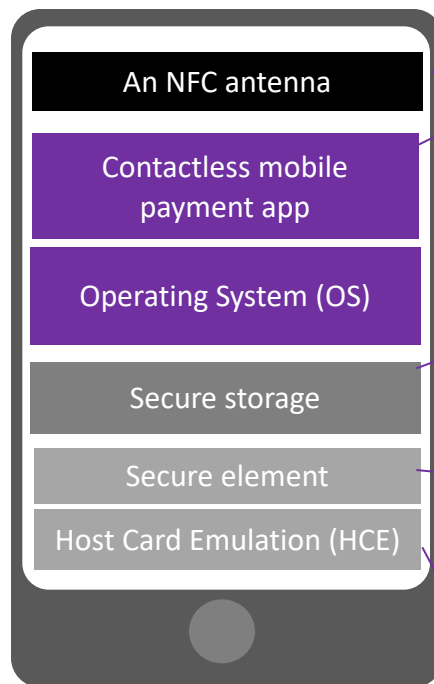 An NFC antenna
Contactless mobile
payment app
Operating System (OS)
Secure storage
Secure element
Host Card Emulation (HCE)